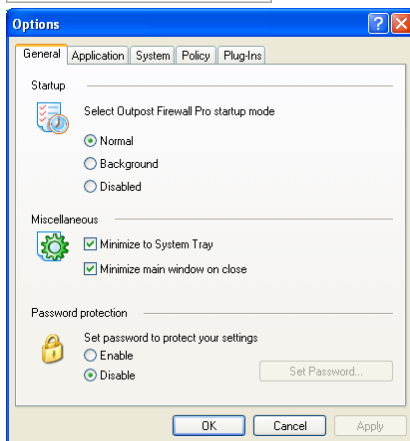 Options
General Application System Policy Plug-Ins
Startup
Select Outpost Firewall Pro startup mode
Normal
Background
Disabled
Miscellaneous
Minimize to System Tray
Minimize main window on close
Password protection
Set password to protect your settings
Enable
Disable
Set Password...
OK Cancel Apply